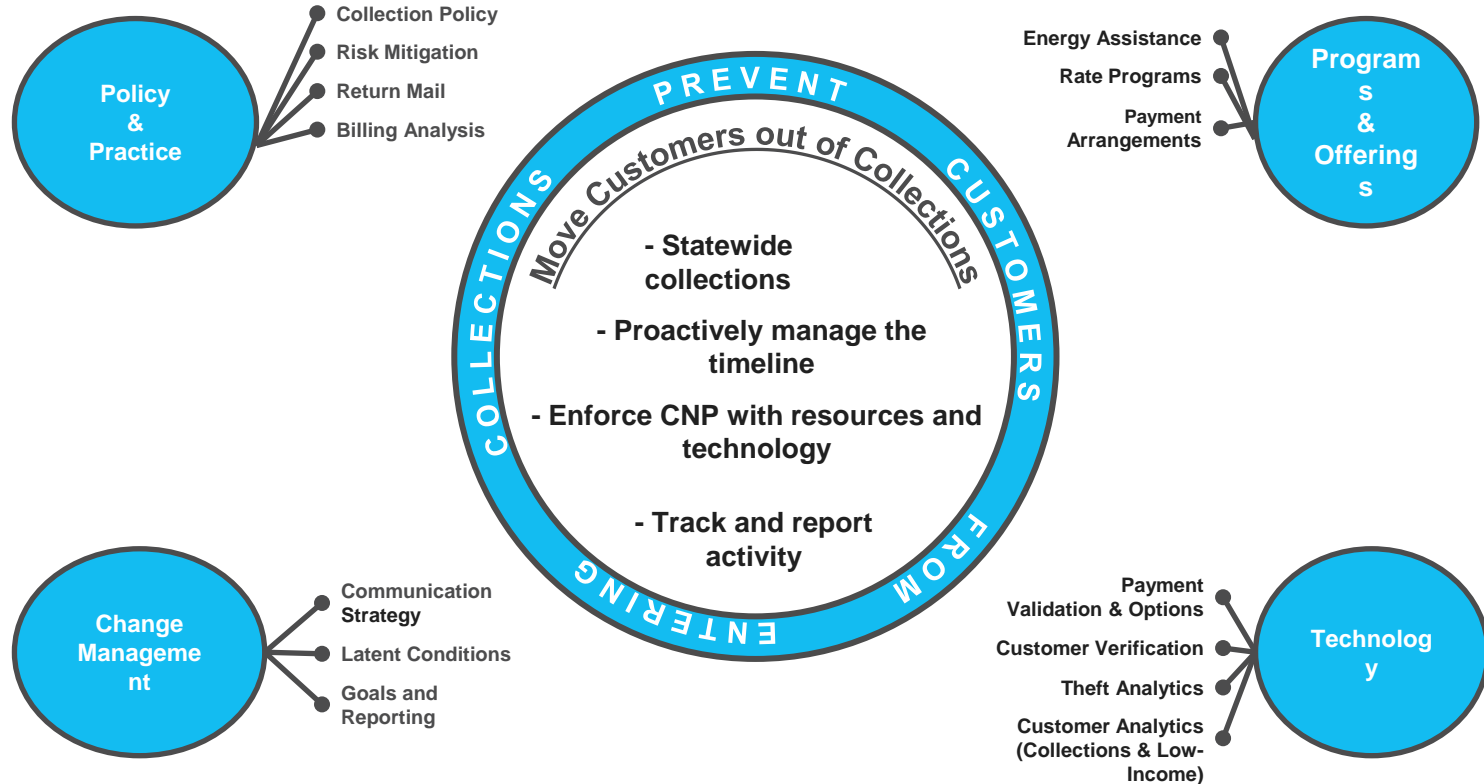 Policy
&
Practice
Collection Policy
Risk Mitigation
Return Mail
Billing Analysis
PREVENT CUSTOMERS FROM ENTERING COLLECTIONS
Move Customers out of Collections
- Statewide
collections
- Proactively manage the
timeline
- Enforce CNP with resources and
technology
- Track and report
activity
Energy Assistance
Rate Programs
Payment
Arrangements
Program
s
&
Offering
s
Change
Manageme
nt
Communication
Strategy
Latent Conditions
Goals and
Reporting
Payment
Validation & Options
Customer Verification
Theft Analytics
Customer Analytics
(Collections & Low-
Income)
Technolog
y